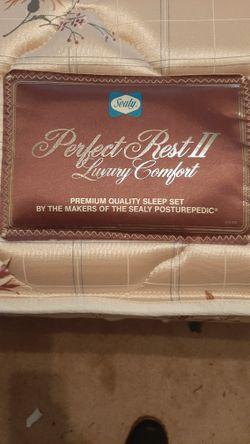 Sealy
Perfect Rest II
Luxury Comfort
PREMIUM QUALITY SLEEP SET
BY THE MAKERS OF THE SEALY POSTUREPEDIC®